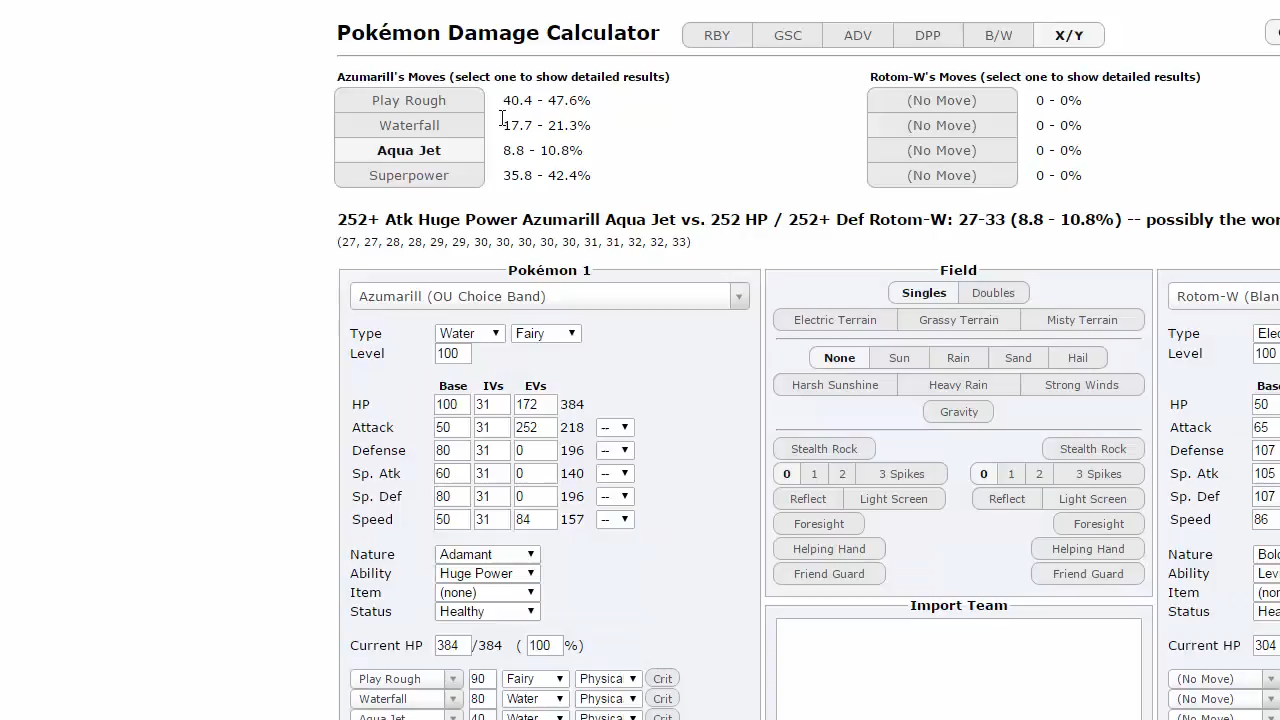 Pokémon Damage Calculator RBY GSC ADV DPP B/W X/Y
Azumarill's Moves (select one to show detailed results) Rotom-W's Moves (select one to show detailed results)
Play Rough 40.4 - 47.6% (No Move) 0 - 0%
Waterfall 17.7 - 21.3% (No Move) 0 - 0%
Aqua Jet 8.8 - 10.8% (No Move) 0 - 0%
Superpower 35.8 - 42.4% (No Move) 0 - 0%
252+ Atk Huge Power Azumarill Aqua Jet vs. 252 HP / 252+ Def Rotom-W: 27-33 (8.8 - 10.8%) -- possibly the wor
(27, 27, 28, 28, 29, 29, 30, 30, 30, 30, 30, 31, 31, 32, 32, 33)
Pokémon 1
Azumarill (OU Choice Band)
Type Water Fairy
Level 100
Base IVs EVs
HP 100 31 172 384
Attack 50 31 252 218 --
Defense 80 31 0 196 --
Sp. Atk 60 31 0 140 --
Sp. Def 80 31 0 196 --
Speed 50 31 84 157 --
Nature Adamant
Ability Huge Power
Item (none)
Status Healthy
Current HP 384 /384 ( 100 %)
Play Rough 90 Fairy Physica Crit
Waterfall 80 Water Physica Crit
Aqua Jet 40 Water Physica Crit
Field
Singles Doubles
Electric Terrain Grassy Terrain Misty Terrain
None Sun Rain Sand Hail
Harsh Sunshine Heavy Rain Strong Winds
Gravity
Stealth Rock Stealth Rock
0 1 2 3 Spikes 0 1 2 3 Spikes
Reflect Light Screen Reflect Light Screen
Foresight Foresight
Helping Hand Helping Hand
Friend Guard Friend Guard
Import Team
Rotom-W (Blan
Type Elec
Level 100
Base
HP 50
Attack 65
Defense 107
Sp. Atk 105
Sp. Def 107
Speed 86
Nature Bold
Ability Lev
Item (non
Status Hea
Current HP 304
(No Move)
(No Move)
(No Move)